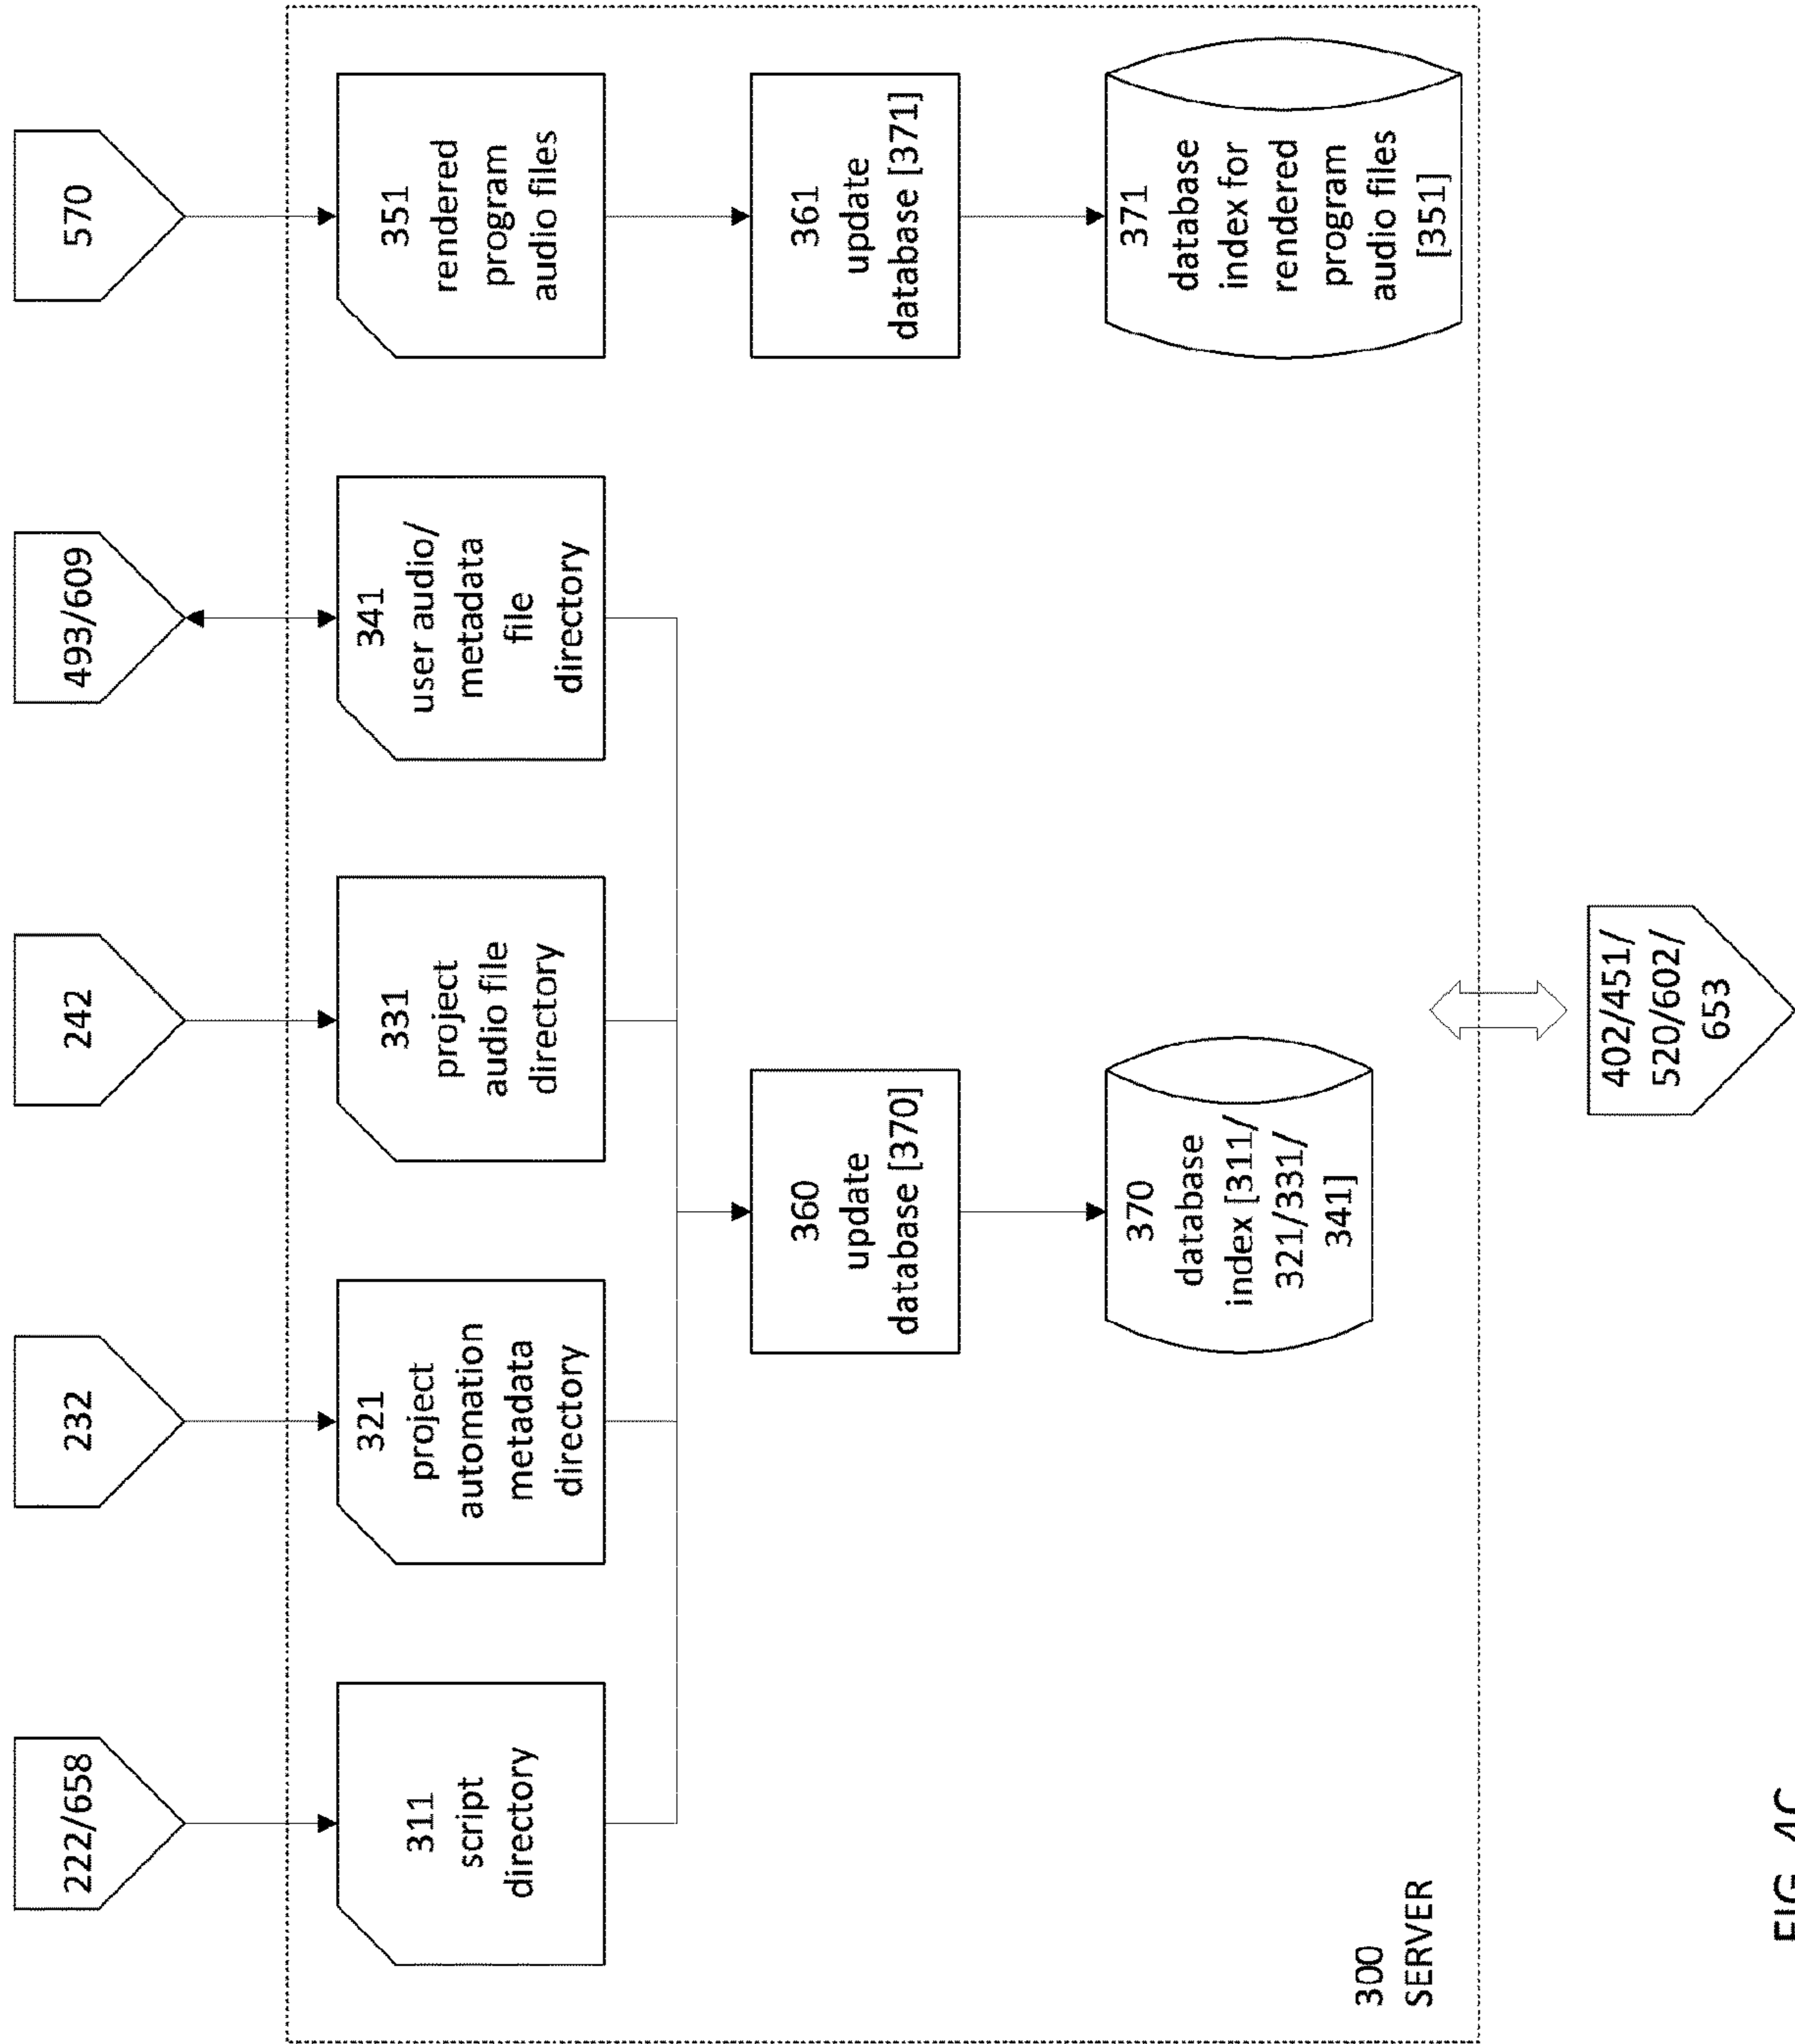 222/658
232
242
493/609
570
311
script
directory
321
project
automation
metadata
directory
331
project
audio file
directory
341
user audio/
metadata
file
directory
351
rendered
program
audio files
360
update
database [370]
361
update
database [371]
370
database
index [311/
321/331/
341]
371
database
index for
rendered
program
audio files
[351]
300
SERVER
402/451/
520/602/
653
FIG. 4C